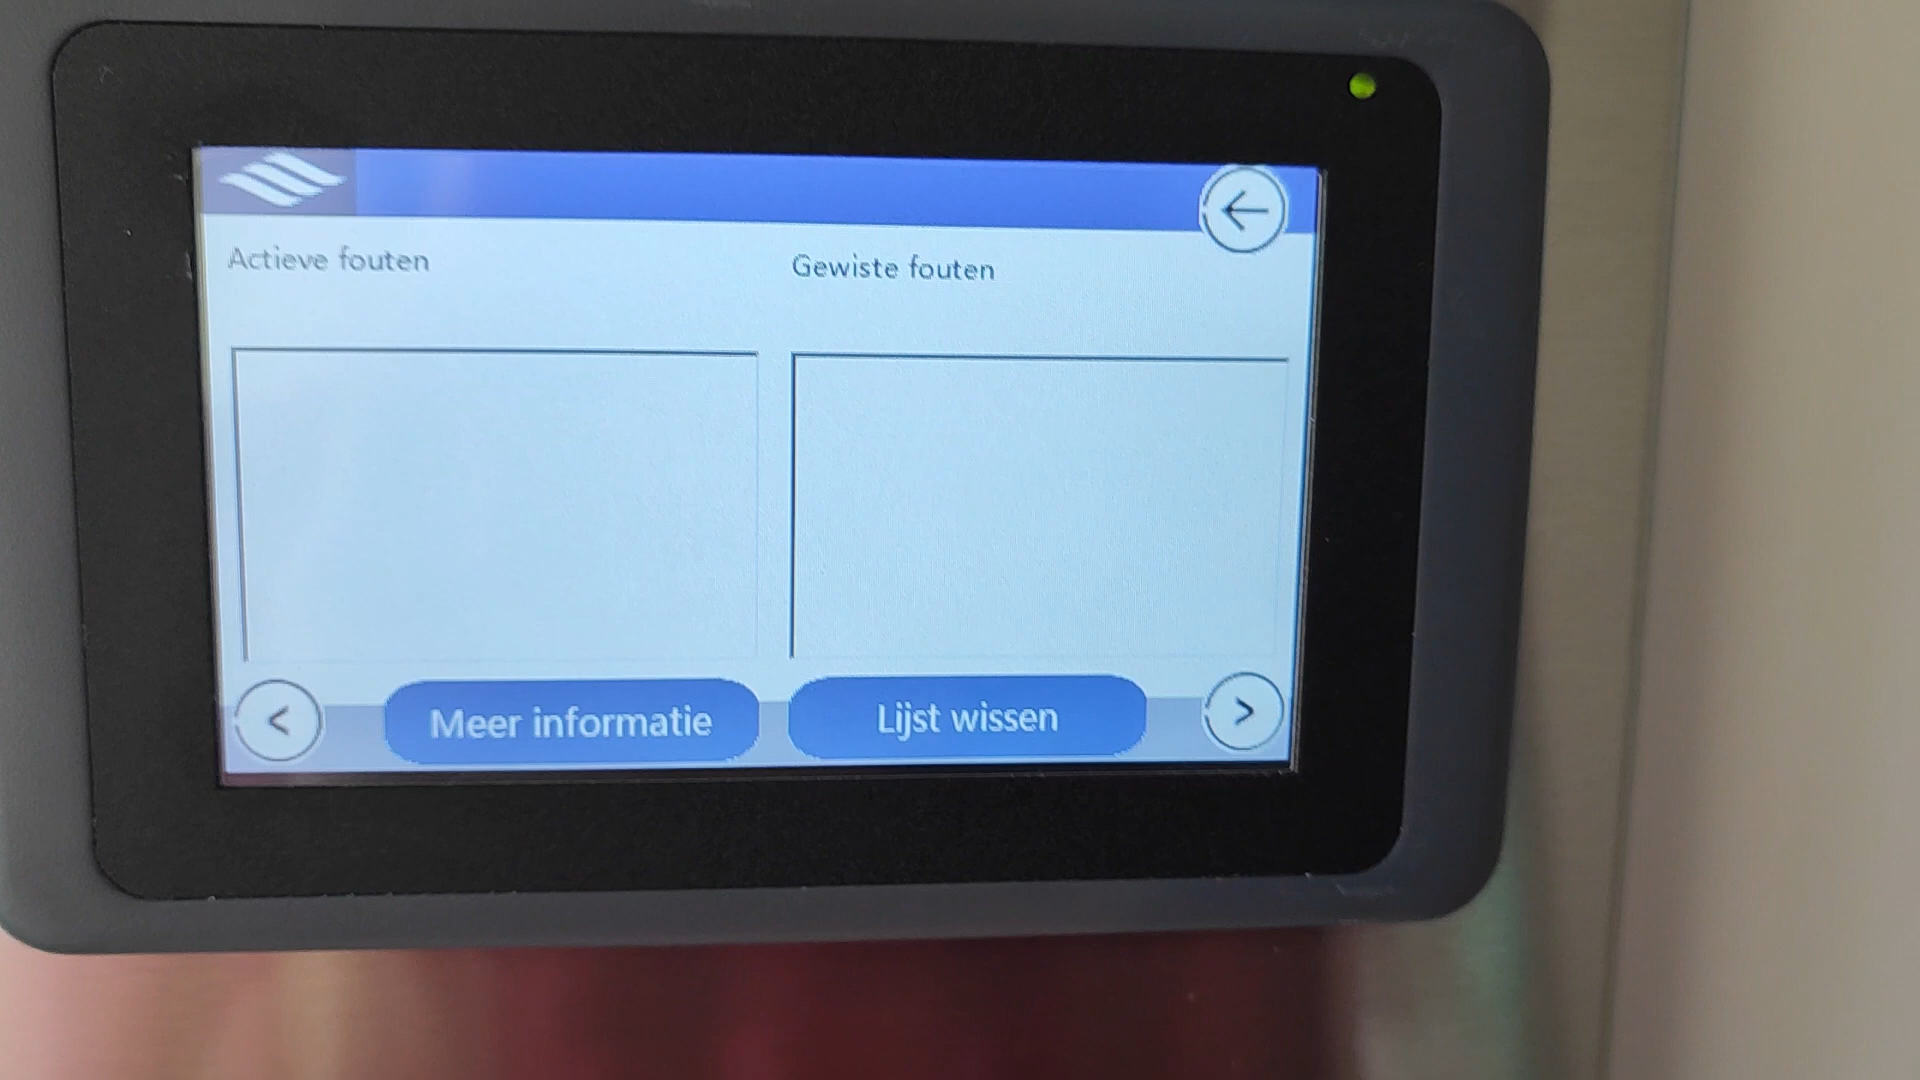 Actieve fouten
Gewiste fouten
Meer informatie
Lijst wissen